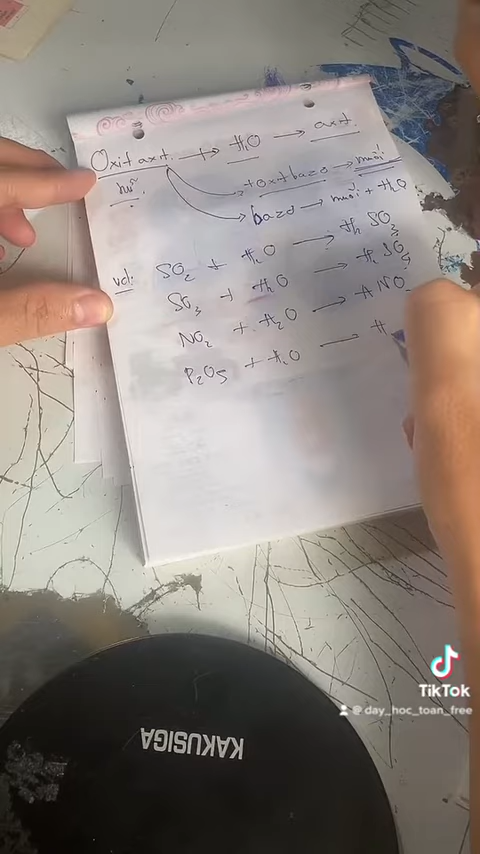 Oxit axit + H2O → axit.
+ oxit bazo → muối
bazo → muối + H2O
vd: SO2 + H2O → H2SO3
SO3 + H2O → H2SO4
NO2 + H2O → HNO
P2O5 + H2O → H
KAKUSIGA
TikTok
@day_hoc_toan_free